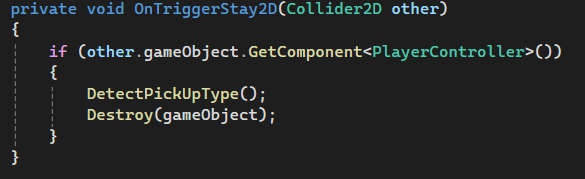 private void OnTriggerStay2D(Collider2D other)
{
if (other.gameObject.GetComponent<PlayerController>())
{
DetectPickUpType();
Destroy(gameObject);
}
}